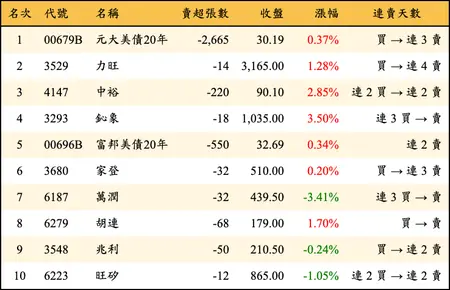 名次 代號 名稱 賣超張數 收盤 漲幅 連賣天數
1 00679B 元大美債20年 -2,665 30.19 0.37% 買→連3賣
2 3529 力旺 -14 3,165.00 1.28% 買→連4賣
3 4147 中裕 -220 90.10 2.85% 連2買→連2賣
4 3293 鈊象 -18 1,035.00 3.50% 連3買→賣
5 00696B 富邦美債20年 -550 32.69 0.34% 連2賣
6 3680 家登 -32 510.00 0.20% 買→連3賣
7 6187 萬潤 -32 439.50 -3.41% 連3買→賣
8 6279 胡連 -68 179.00 1.70% 買→賣
9 3548 兆利 -50 210.50 -0.24% 買→連2賣
10 6223 旺矽 -12 865.00 -1.05% 連2買→連2賣